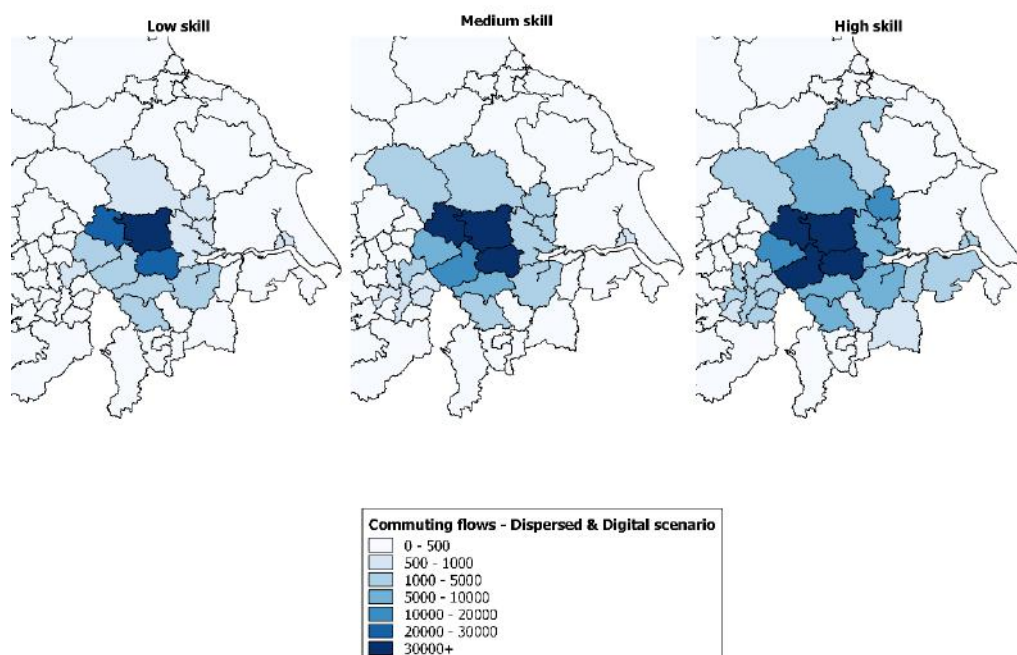 Low skill
Medium skill
High skill
Commuting flows - Dispersed & Digital scenario
0 - 500
500 - 1000
1000 - 5000
5000 - 10000
10000 - 20000
20000 - 30000
30000+